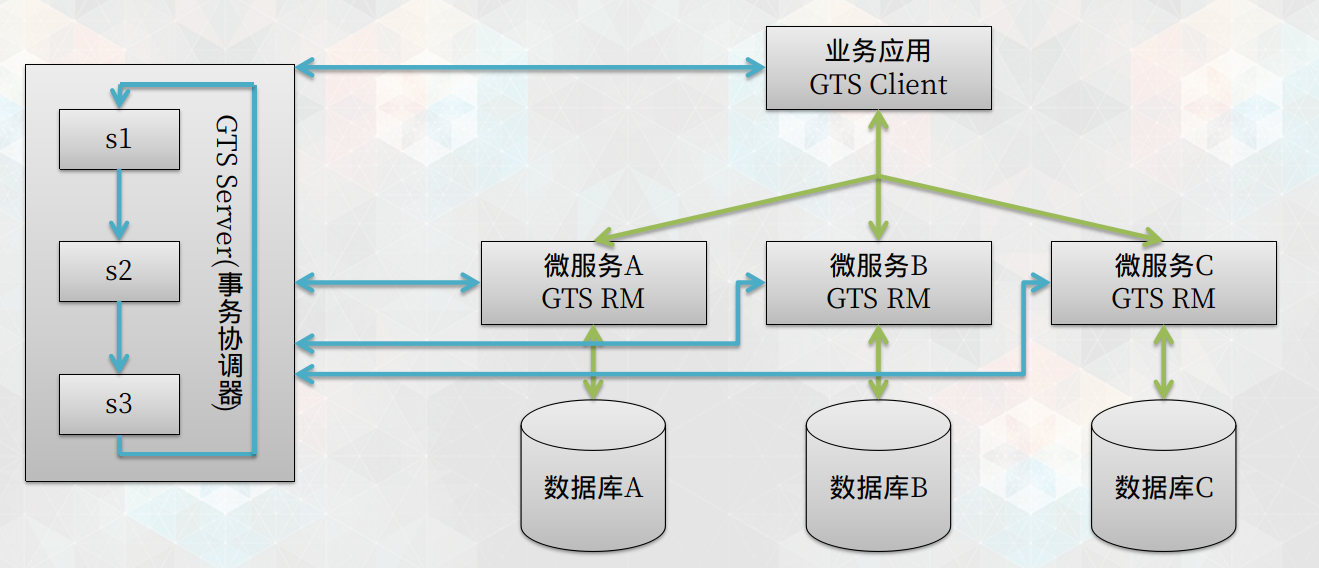 业务应用
GTS Client
s1
s2
s3
GTS Server(事务协调器)
微服务A
GTS RM
微服务B
GTS RM
微服务C
GTS RM
数据库A
数据库B
数据库C